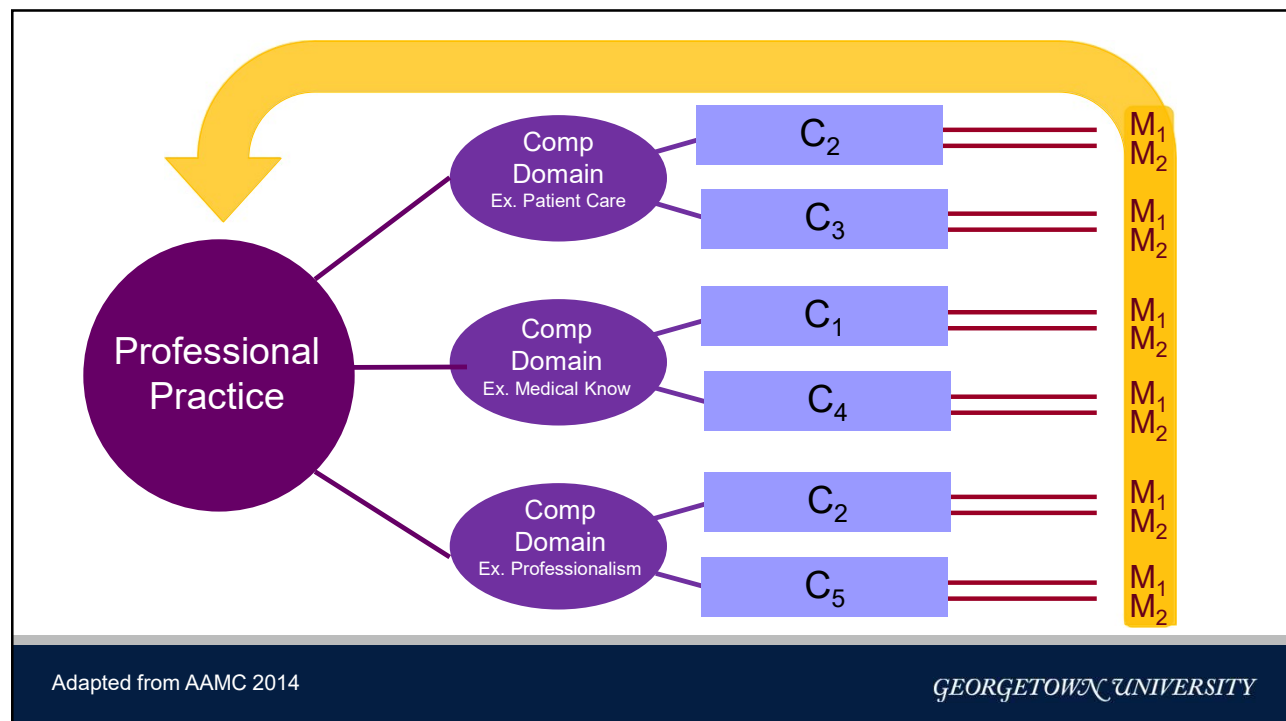 Professional
Practice
Comp
Domain
Ex. Patient Care
C₂
M₁
M₂
C₃
M₁
M₂
Comp
Domain
Ex. Medical Know
C₁
M₁
M₂
C₄
M₁
M₂
Comp
Domain
Ex. Professionalism
C₂
M₁
M₂
C₅
M₁
M₂
Adapted from AAMC 2014
GEORGETOWN UNIVERSITY